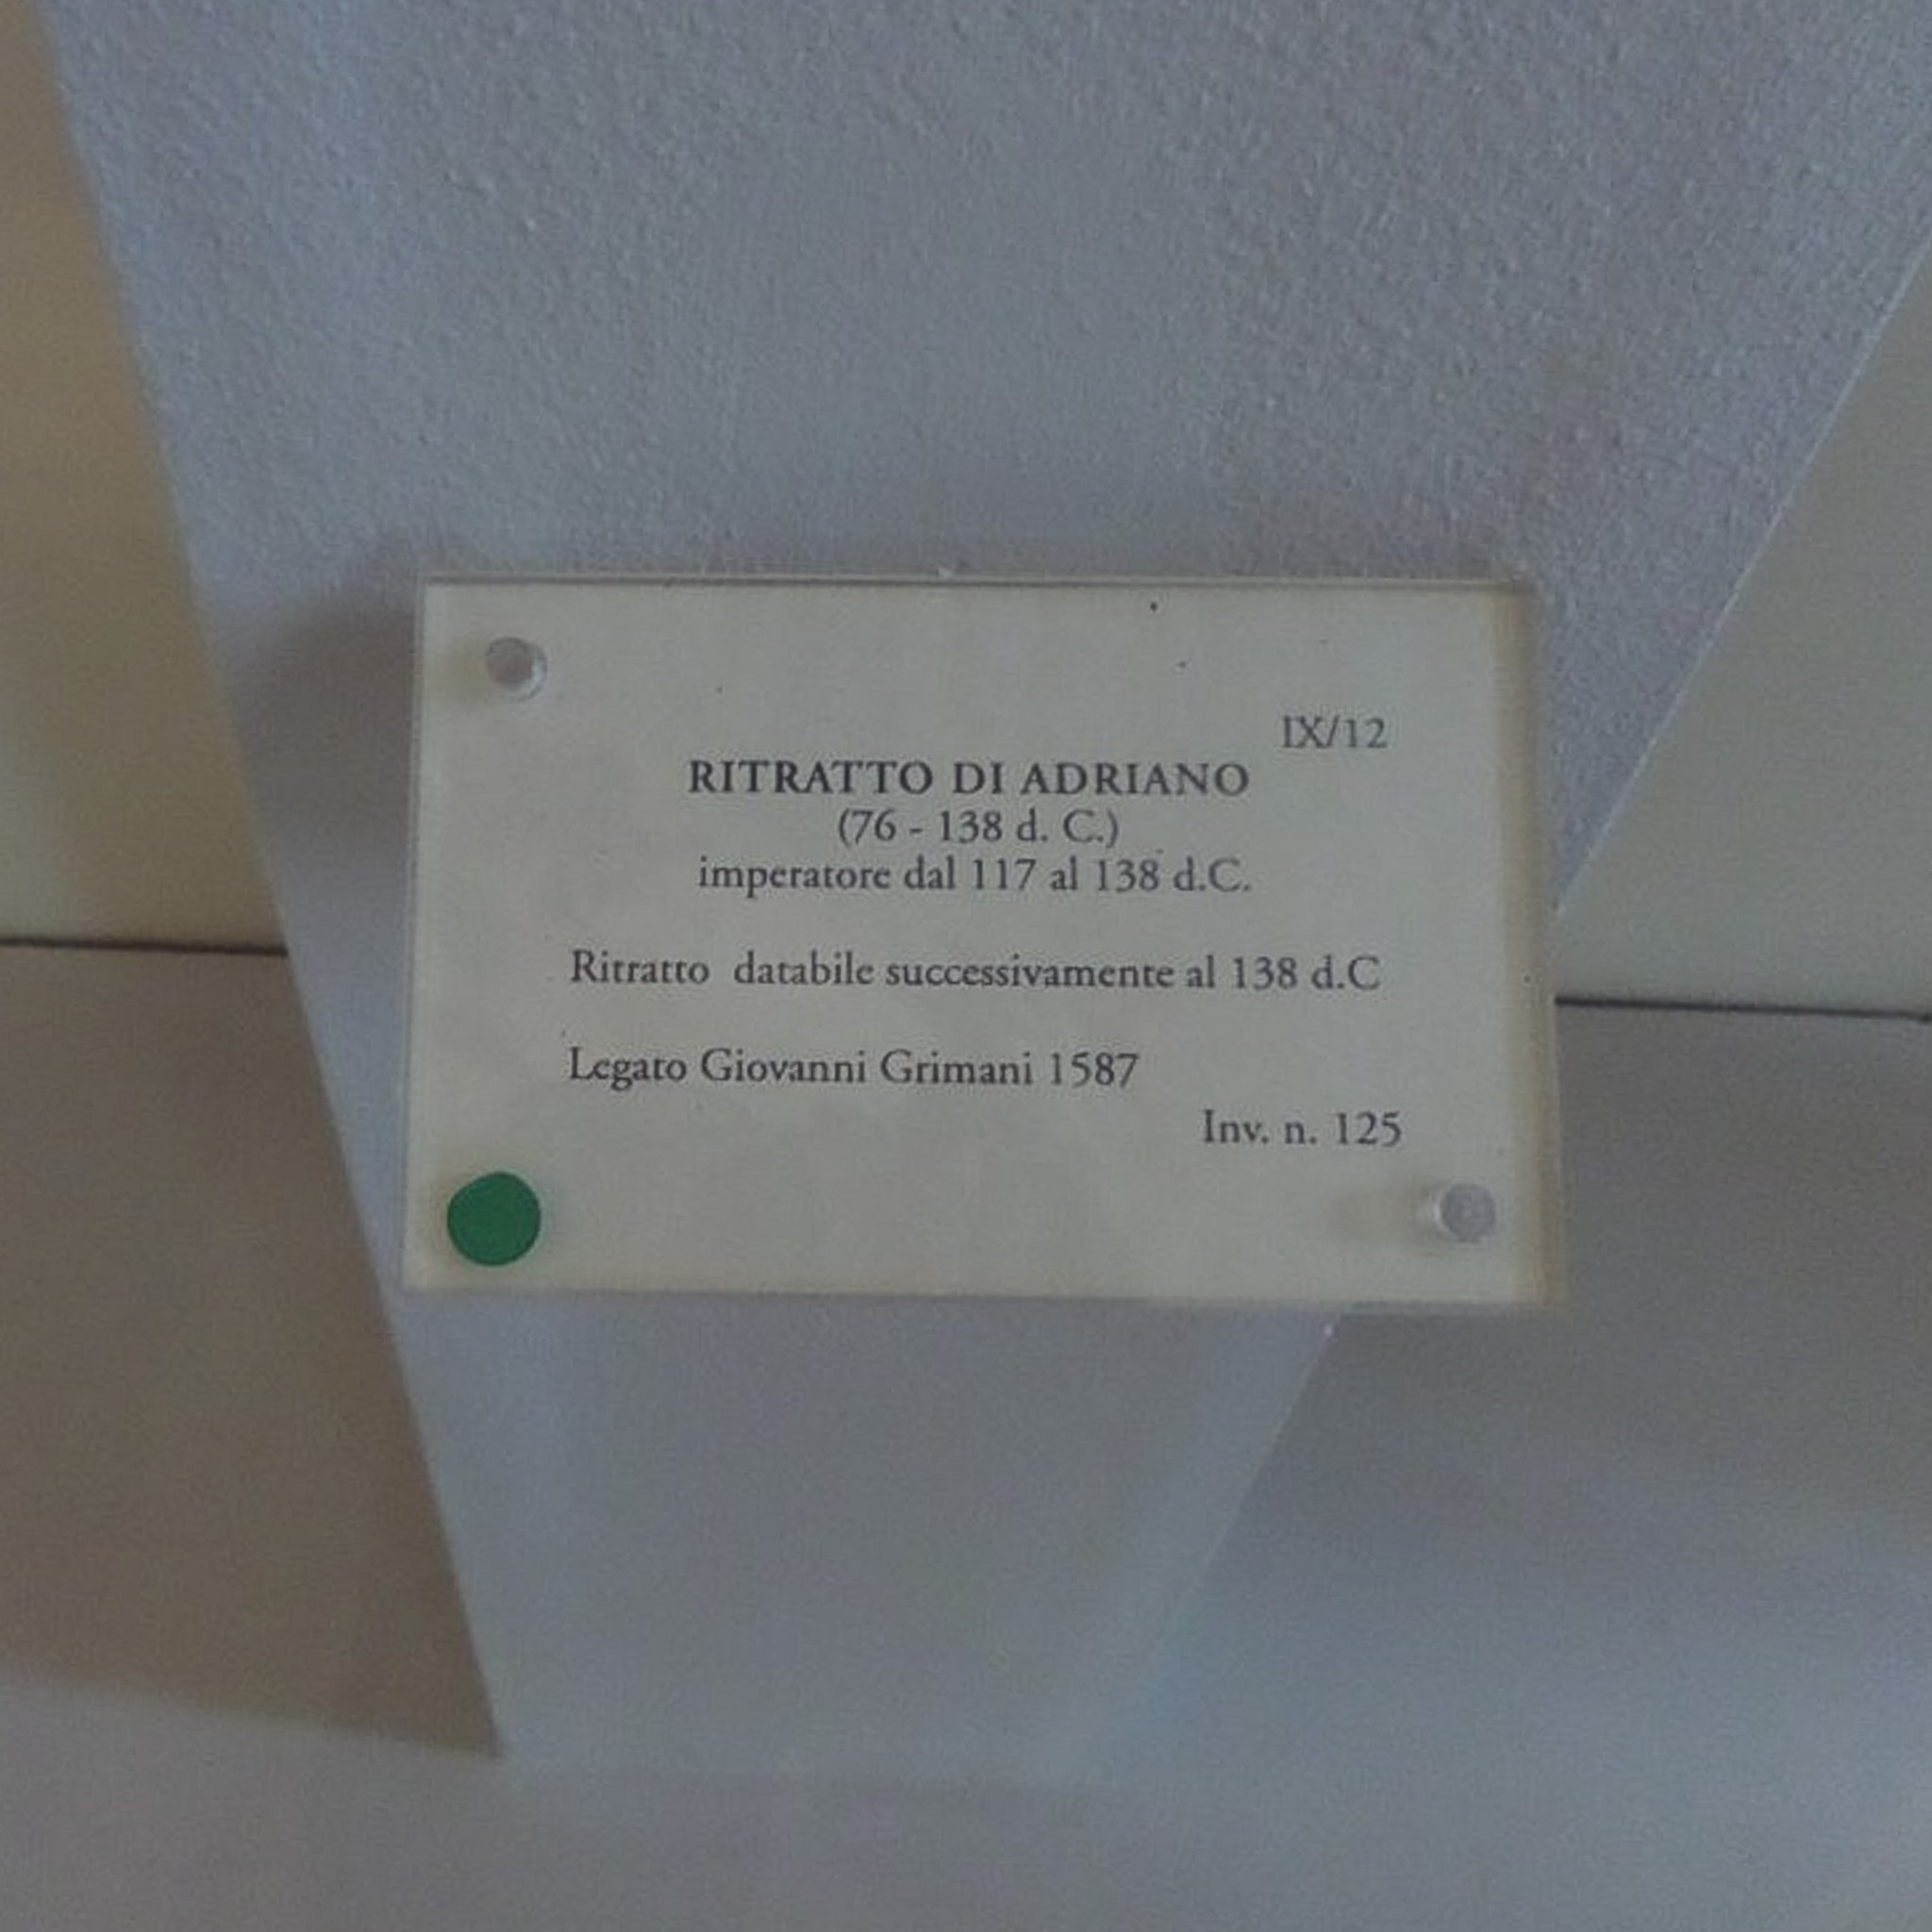 IX/12
RITRATTO DI ADRIANO
(76 - 138 d. C.)
imperatore dal 117 al 138 d.C.
Ritratto databile successivamente al 138 d.C
Legato Giovanni Grimani 1587
Inv. n. 125